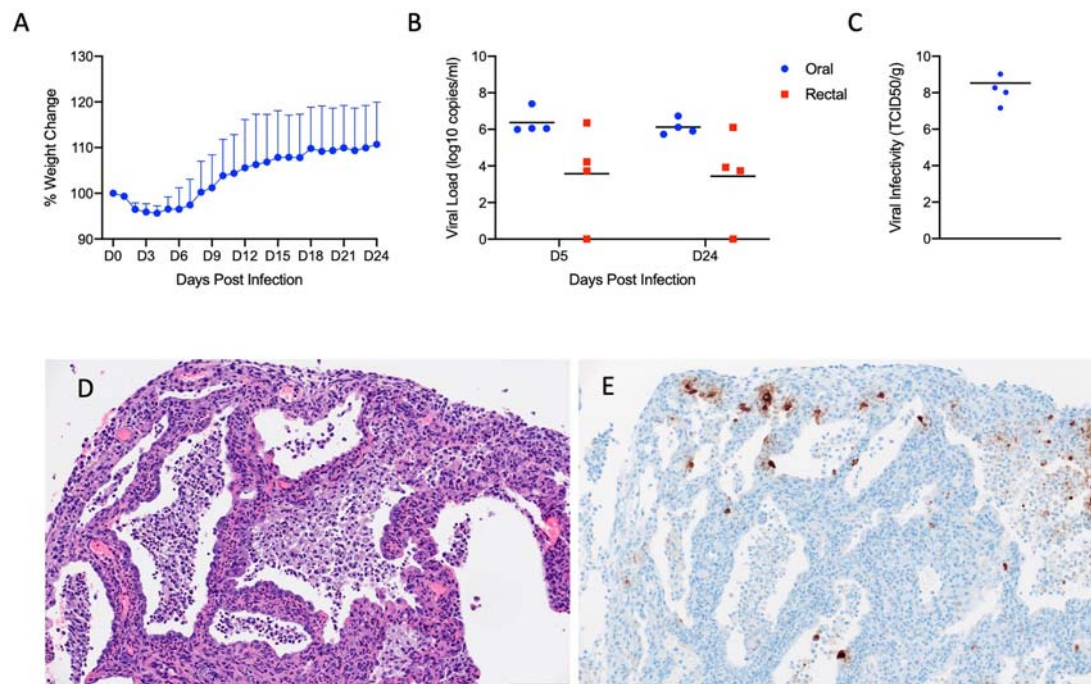 A
% Weight Change
130
120
110
100
90
D0 D3 D6 D9 D12 D15 D18 D21 D24
Days Post Infection
B
Viral Load (log10 copies/ml)
10
8
6
4
2
0
D5 D24
Days Post Infection
Oral
Rectal
C
Viral Infectivity (TCID50/g)
10
8
6
4
2
0
D
E